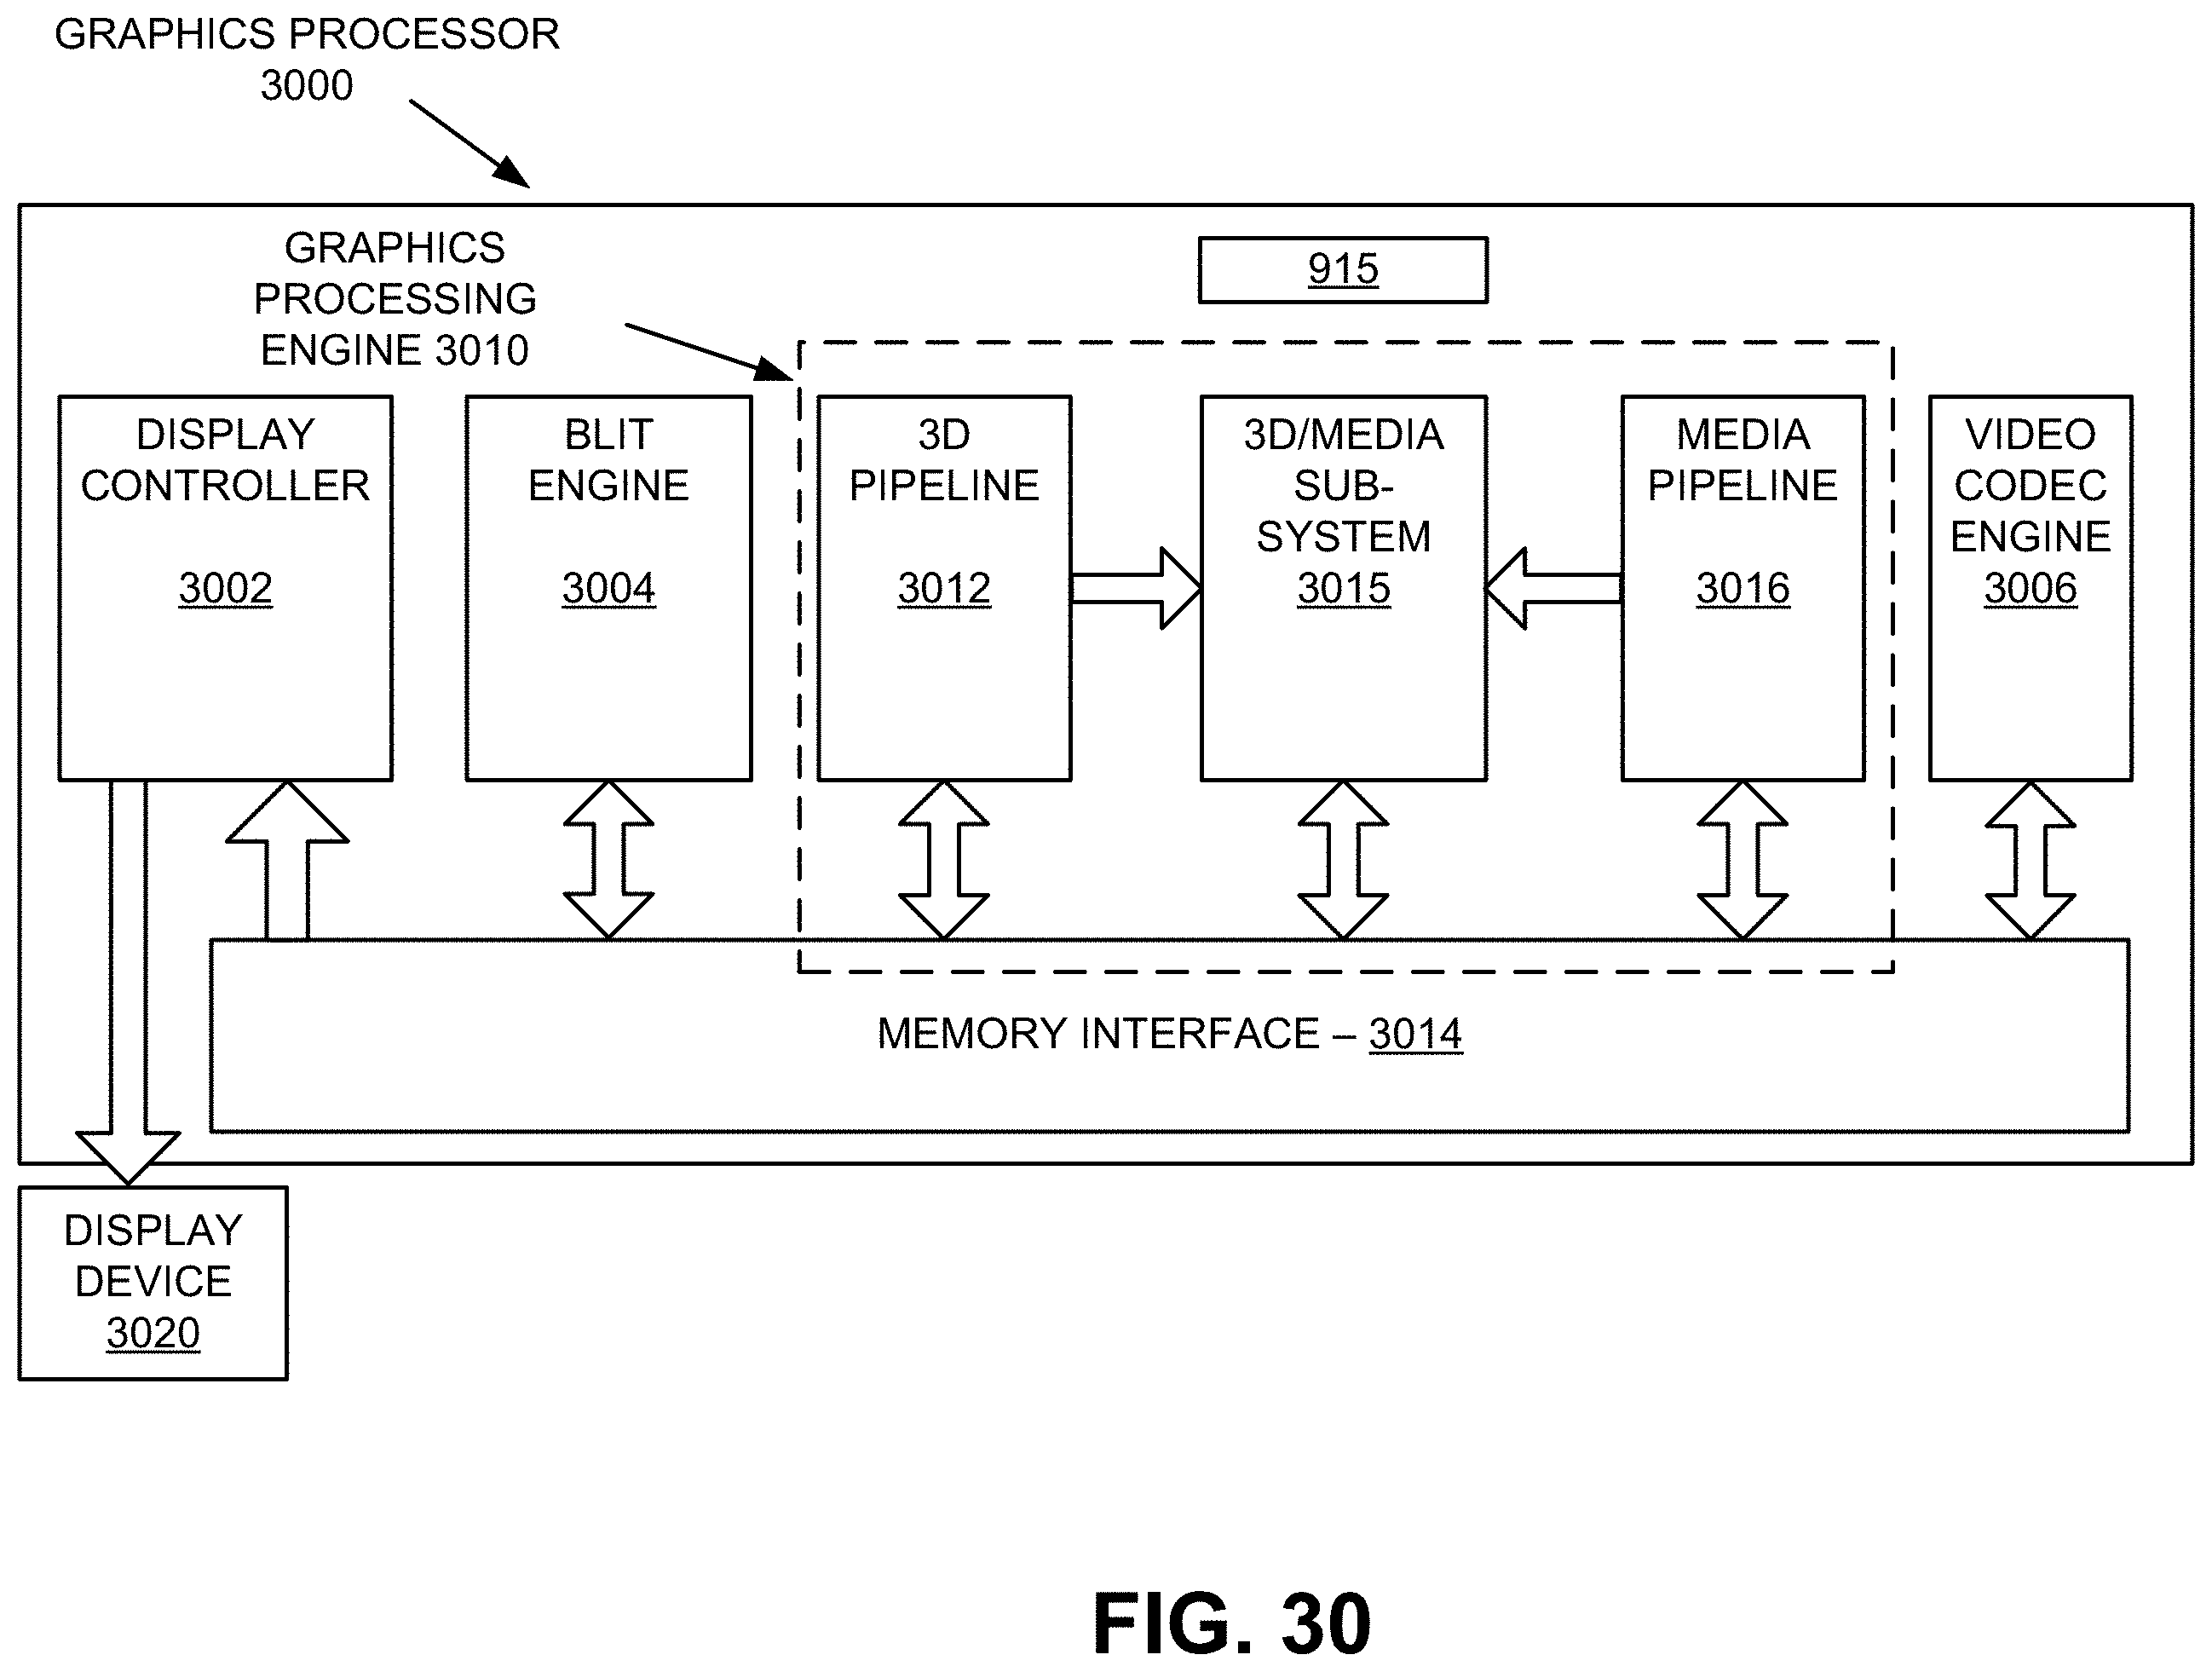 GRAPHICS PROCESSOR
3000
GRAPHICS
PROCESSING
ENGINE 3010
915
DISPLAY
CONTROLLER
3002
BLIT
ENGINE
3004
3D
PIPELINE
3012
3D/MEDIA
SUB-
SYSTEM
3015
MEDIA
PIPELINE
3016
VIDEO
CODEC
ENGINE
3006
MEMORY INTERFACE – 3014
DISPLAY
DEVICE
3020
FIG. 30